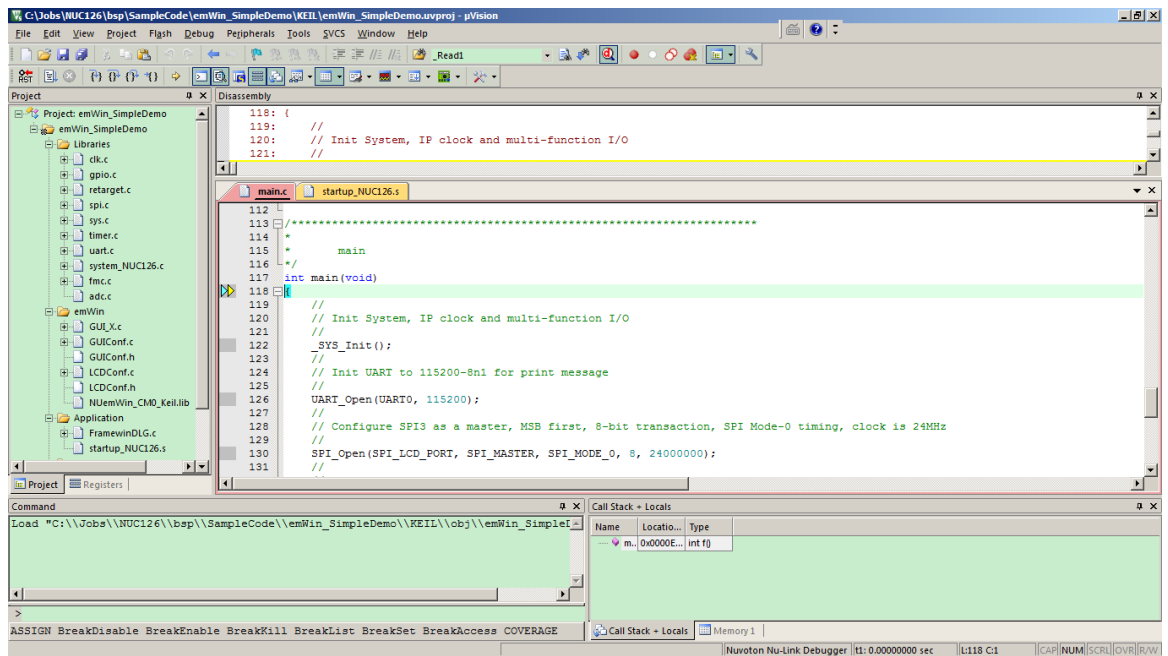 C:\Jobs\NUC126\bsp\SampleCode\emWin_SimpleDemo\KEIL\emWin_SimpleDemo.uvproj - µVision
File Edit View Project Flash Debug Peripherals Tools SVCS Window Help
_Read1
Project
Project: emWin_SimpleDemo
emWin_SimpleDemo
Libraries
clk.c
gpio.c
retarget.c
spi.c
sys.c
timer.c
uart.c
system_NUC126.c
fmc.c
adc.c
emWin
GUI_X.c
GUIConf.c
GUIConf.h
LCDConf.c
LCDConf.h
NUemWin_CM0_Keil.lib
Application
FramewinDLG.c
startup_NUC126.s
Project Registers
Disassembly
118: {
119: //
120: // Init System, IP clock and multi-function I/O
121: //
main.c startup_NUC126.s
112
113 /*********************************************************************
114 *
115 * main
116 */
117 int main(void)
118 {
119 //
120 // Init System, IP clock and multi-function I/O
121 //
122 _SYS_Init();
123 //
124 // Init UART to 115200-8n1 for print message
125 //
126 UART_Open(UART0, 115200);
127 //
128 // Configure SPI3 as a master, MSB first, 8-bit transaction, SPI Mode-0 timing, clock is 24MHz
129 //
130 SPI_Open(SPI_LCD_PORT, SPI_MASTER, SPI_MODE_0, 8, 24000000);
131 //
Command
Load "C:\\Jobs\\NUC126\\bsp\\SampleCode\\emWin_SimpleDemo\\KEIL\\obj\\emWin_Simple
>
ASSIGN BreakDisable BreakEnable BreakKill BreakList BreakSet BreakAccess COVERAGE
Call Stack + Locals
Name Locatio... Type
m... 0x0000E... int f()
Call Stack + Locals Memory 1
Nuvoton Nu-Link Debugger t1: 0.00000000 sec L:118 C:1 CAP NUM SCRL OVR R/W